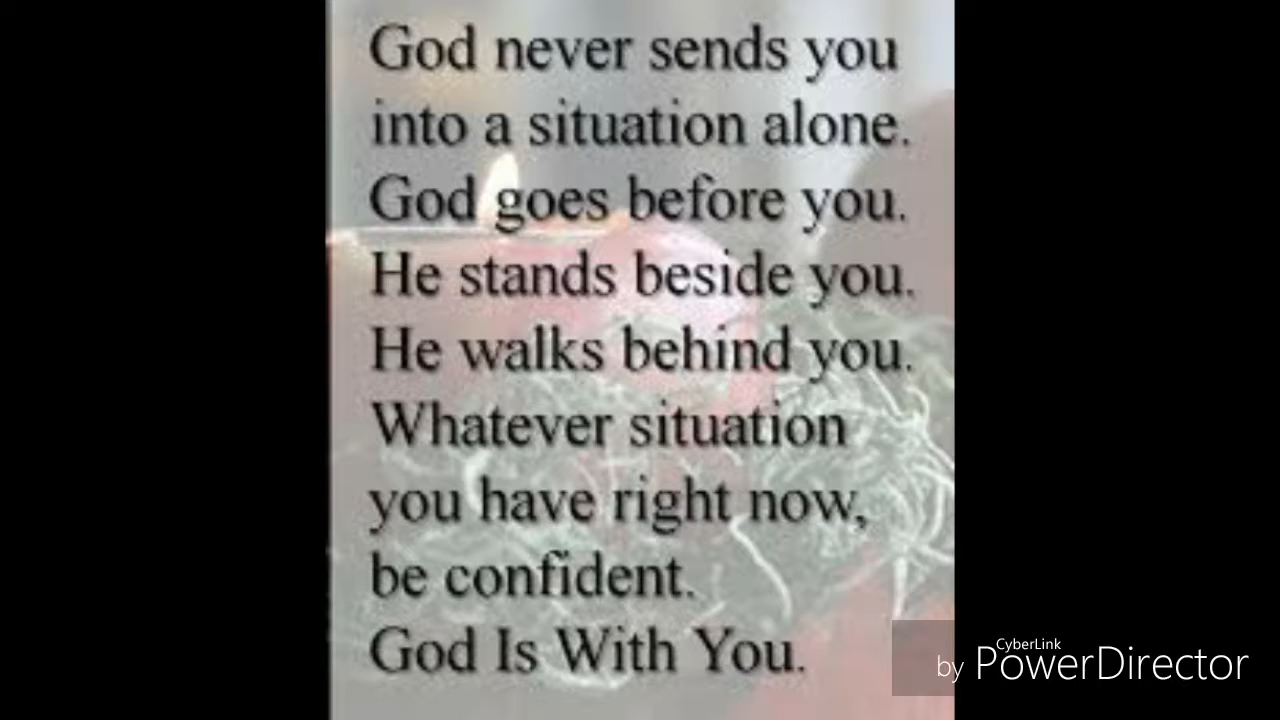 God never sends you
into a situation alone.
God goes before you.
He stands beside you.
He walks behind you.
Whatever situation
you have right now,
be confident.
God Is With You.
CyberLink
by PowerDirector